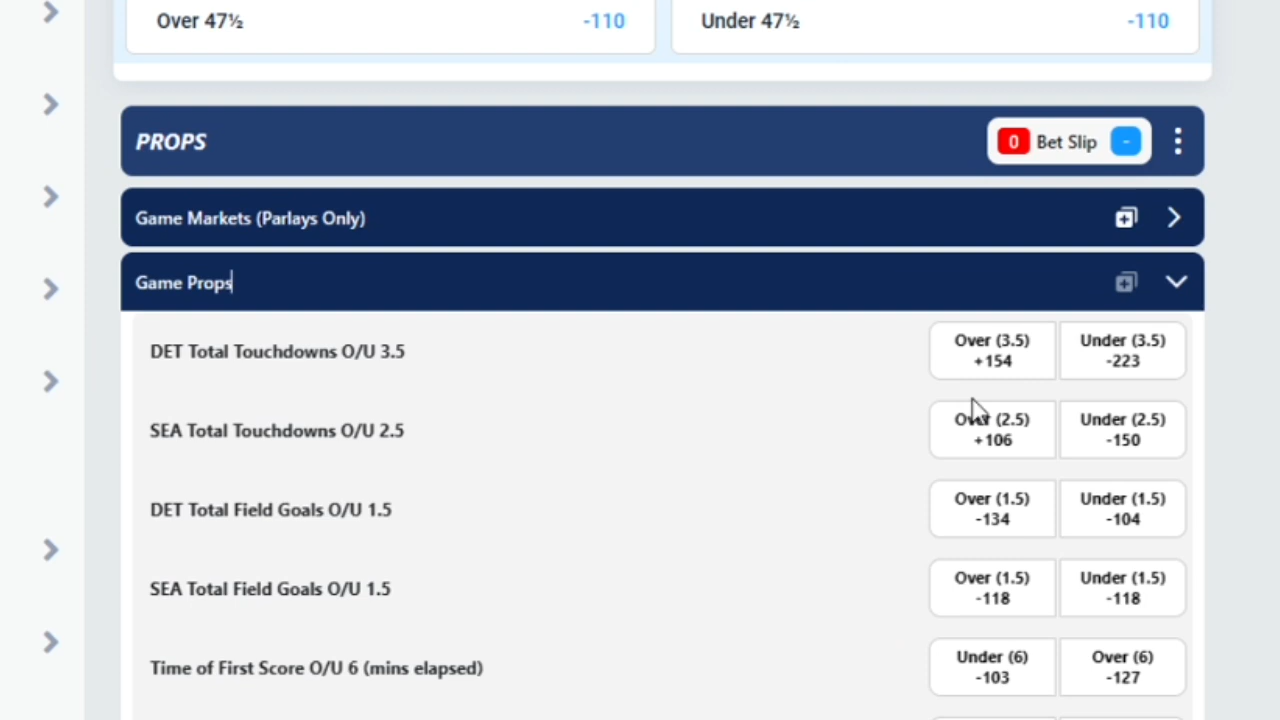 Over 47½ -110 Under 47½ -110
PROPS 0 Bet Slip -
Game Markets (Parlays Only)
Game Props
DET Total Touchdowns O/U 3.5
Over (3.5) Under (3.5)
+154 -223
SEA Total Touchdowns O/U 2.5
Over (2.5) Under (2.5)
+106 -150
DET Total Field Goals O/U 1.5
Over (1.5) Under (1.5)
-134 -104
SEA Total Field Goals O/U 1.5
Over (1.5) Under (1.5)
-118 -118
Time of First Score O/U 6 (mins elapsed)
Under (6) Over (6)
-103 -127